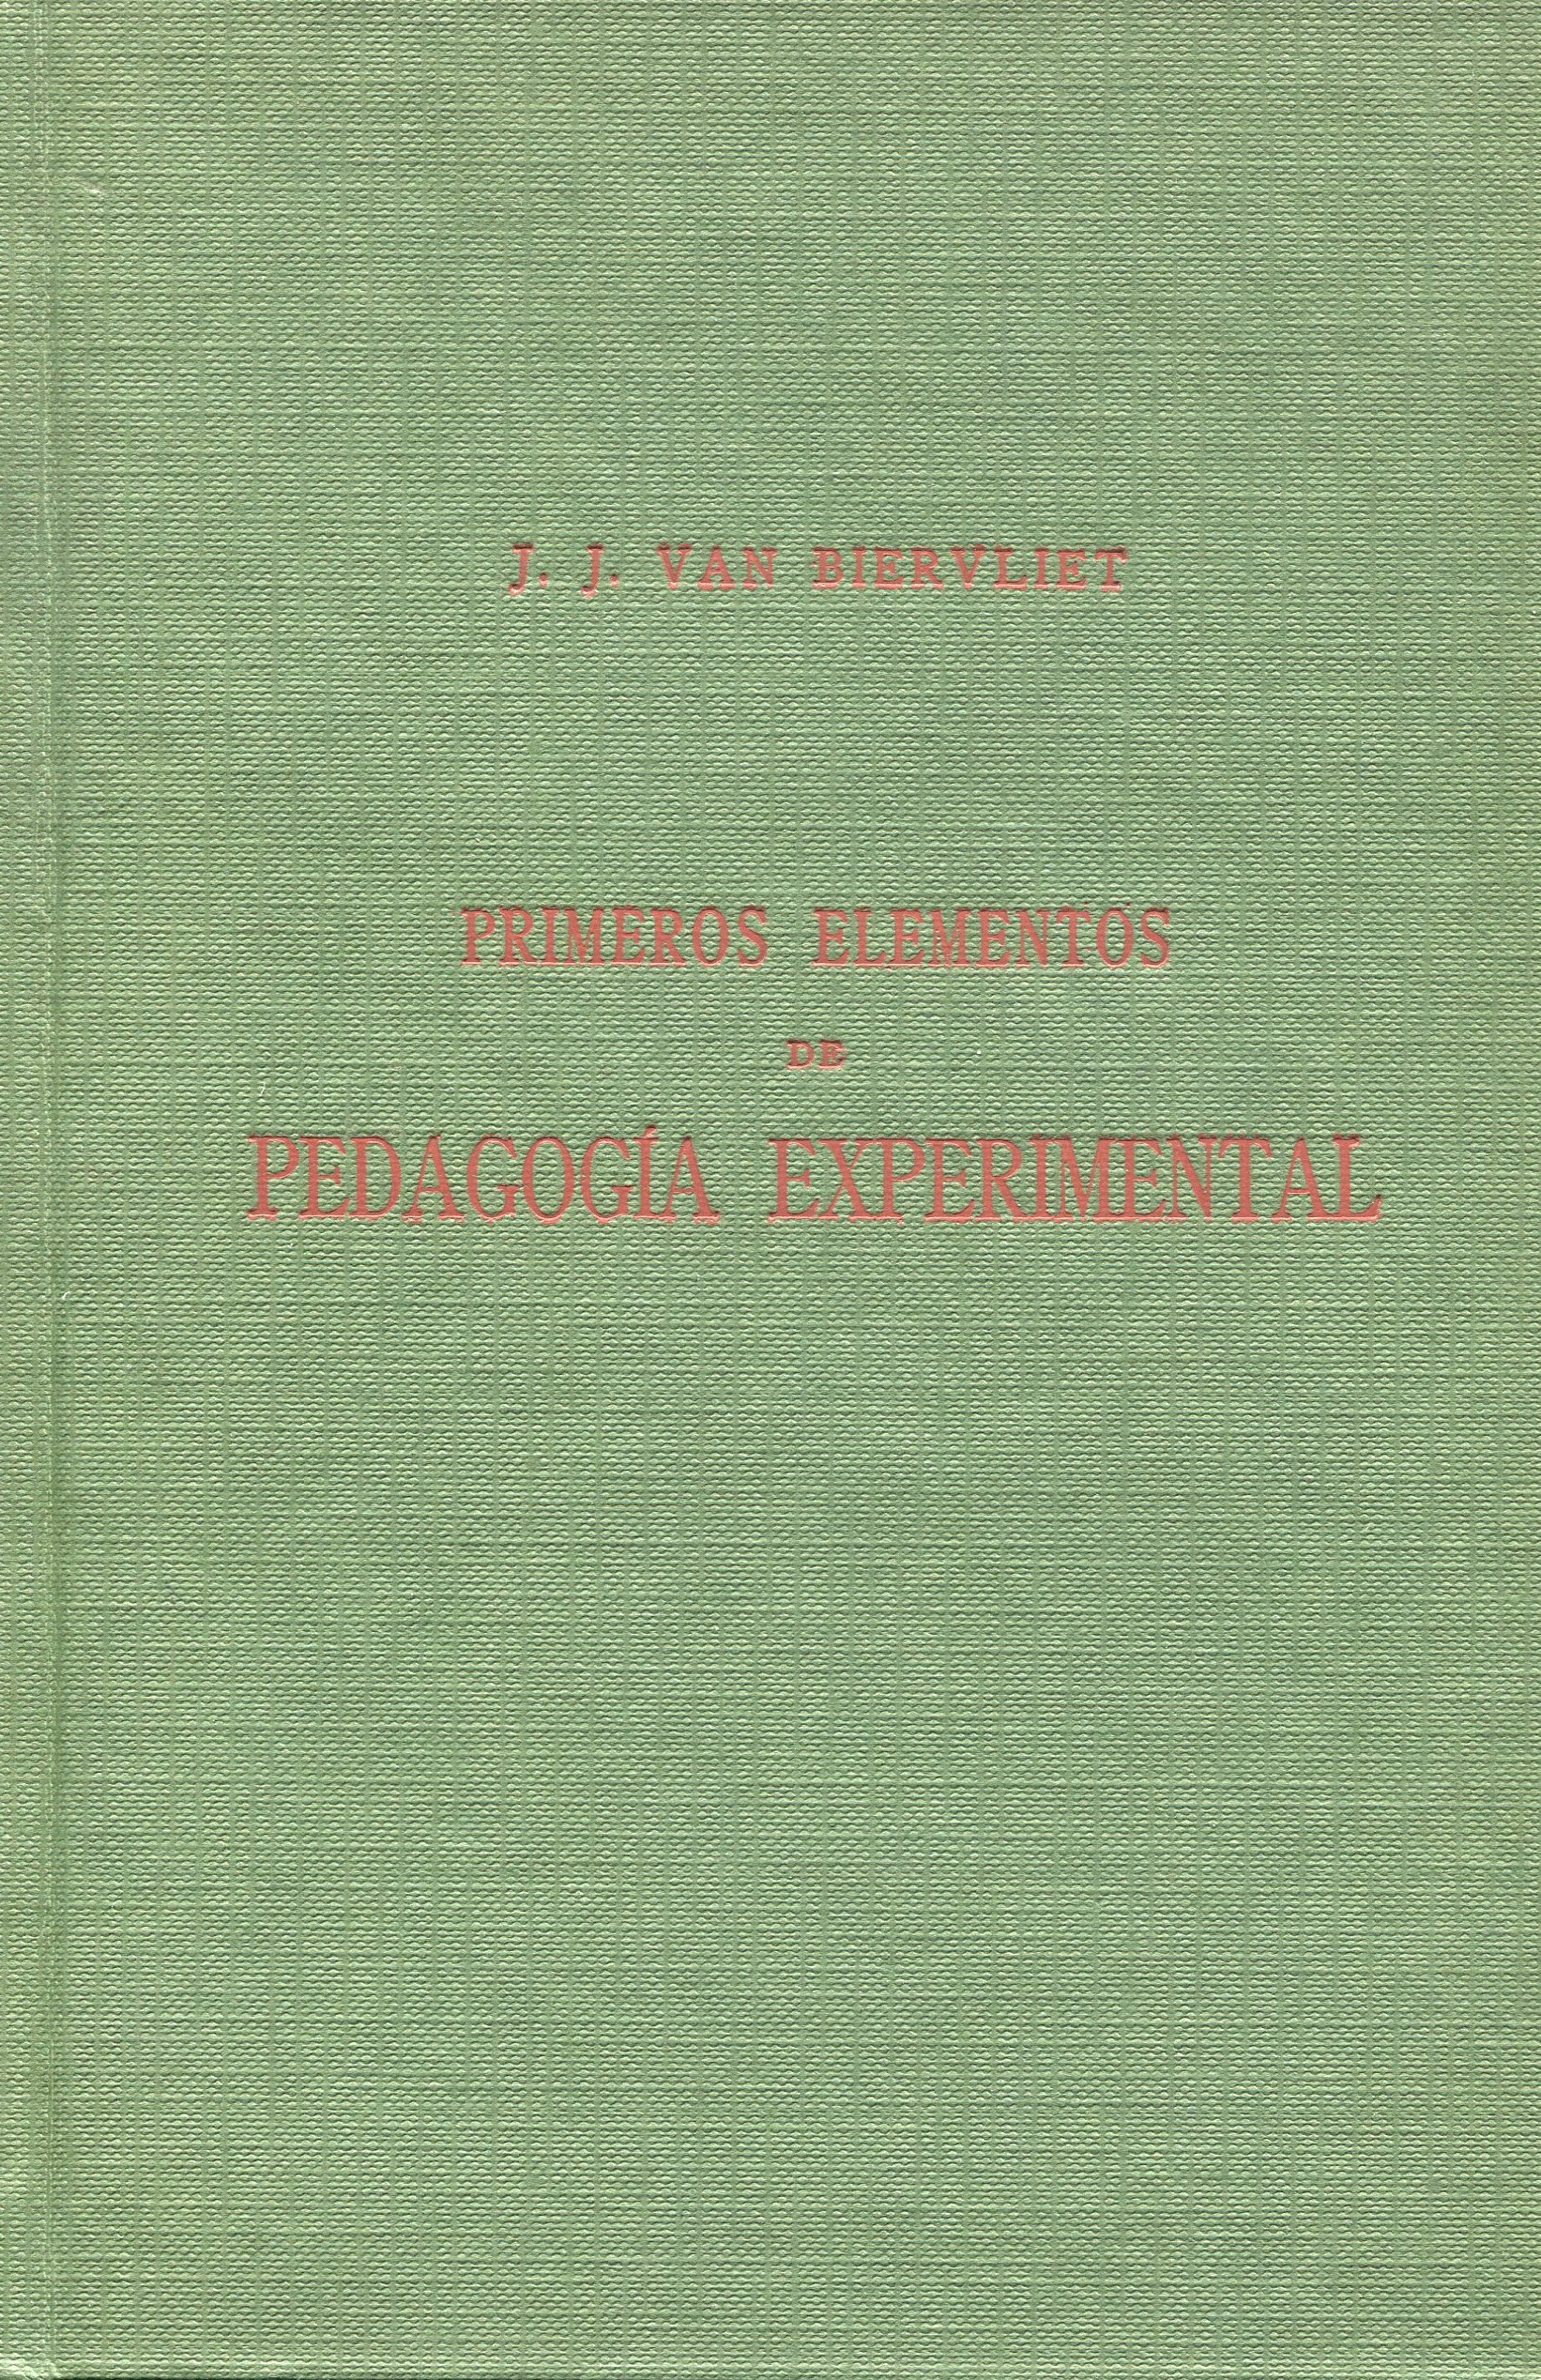 J. J. VAN BIERVLIET
PRIMEROS ELEMENTOS
DE
PEDAGOGÍA EXPERIMENTAL